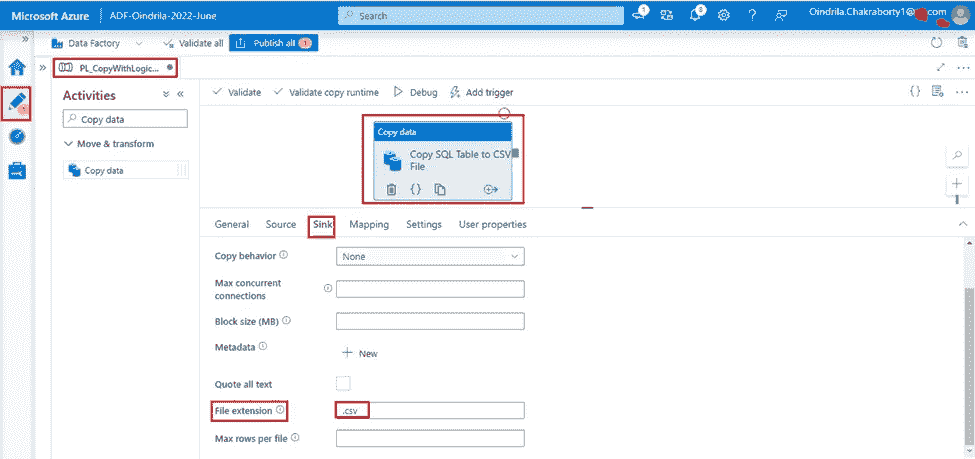 Microsoft Azure
ADF-Oindrila-2022-June
Search
1
8
Oindrila.Chakraborty1@
.com
Data Factory
Validate all
Publish all 1
PL_CopyWithLogic...
Activities
Copy data
Move & transform
Copy data
Validate
Validate copy runtime
Debug
Add trigger
Copy data
Copy SQL Table to CSV
File
General
Source
Sink
Mapping
Settings
User properties
Copy behavior
None
Max concurrent
connections
Block size (MB)
Metadata
New
Quote all text
File extension
.csv
Max rows per file